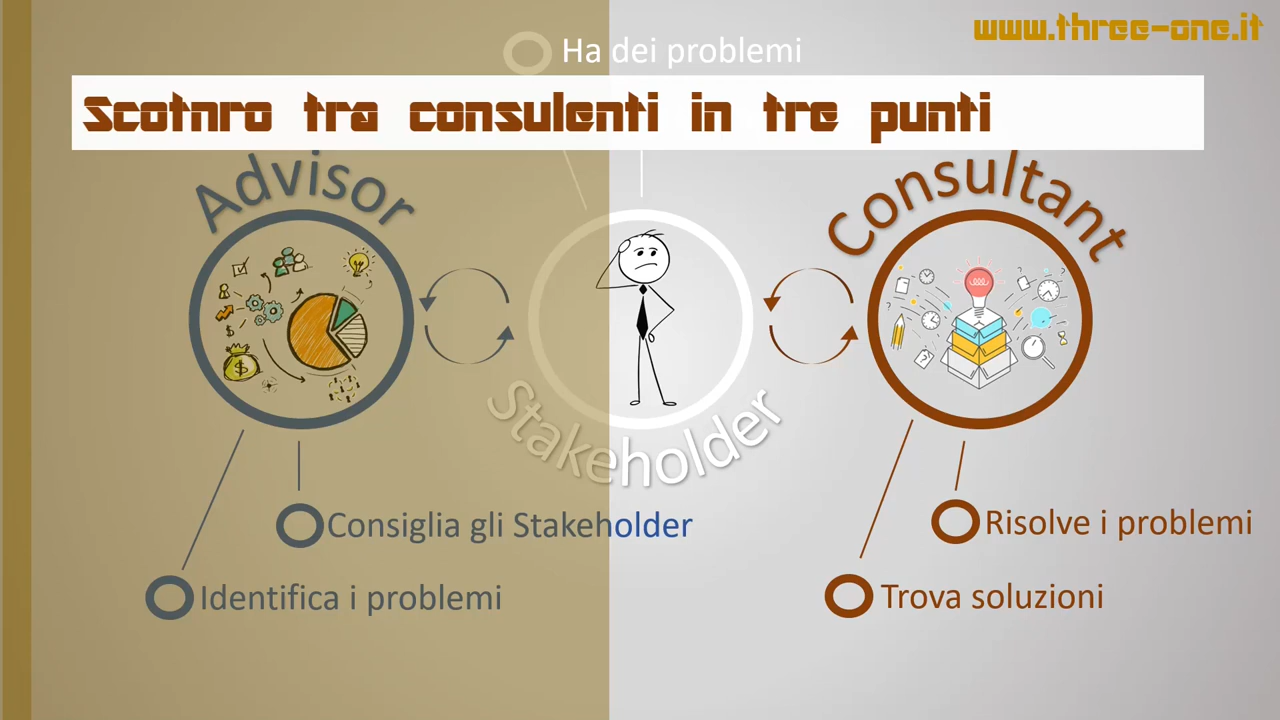 www.three-one.it
Ha dei problemi
Scotnro tra consulenti in tre punti
Advisor
Consultant
Stakeholder
Consiglia gli Stakeholder
Identifica i problemi
Risolve i problemi
Trova soluzioni